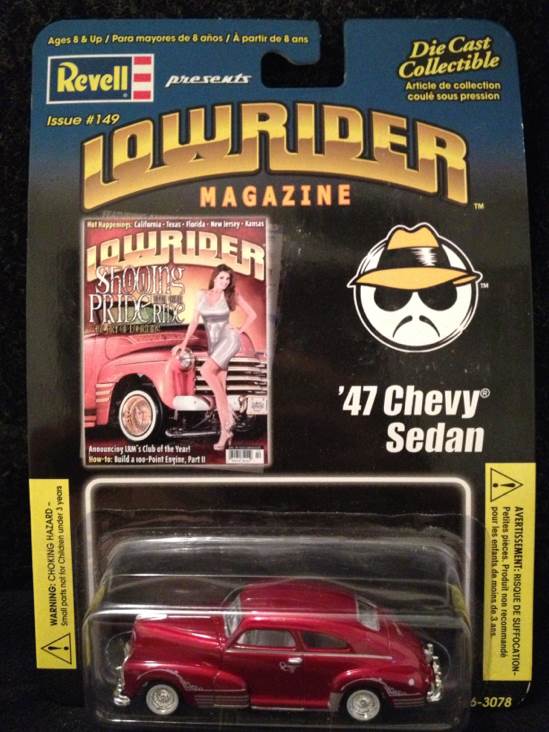 Ages 8 & Up / Para mayores de 8 años / À partir de 8 ans
Revell
presents
Die Cast
Collectible
Article de collection
coulé sous pression
Issue #149
LOWRIDER
MAGAZINE
TM
Hot Happenings: California • Texas • Florida • New Jersey • Kansas
LOWRIDER
SHOWING
PRIDE
RIDE
TM
Announcing LRM's Club of the Year!
How-to: Build a 100-Point Engine, Part II
'47 Chevy®
Sedan
WARNING: CHOKING HAZARD –
Small parts not for Children under 3 years
AVERTISSEMENT: RISQUE DE SUFFOCATION-
Petites pièces. Produit non recommandé
pour les enfants de moins de 3 ans.
6-3078